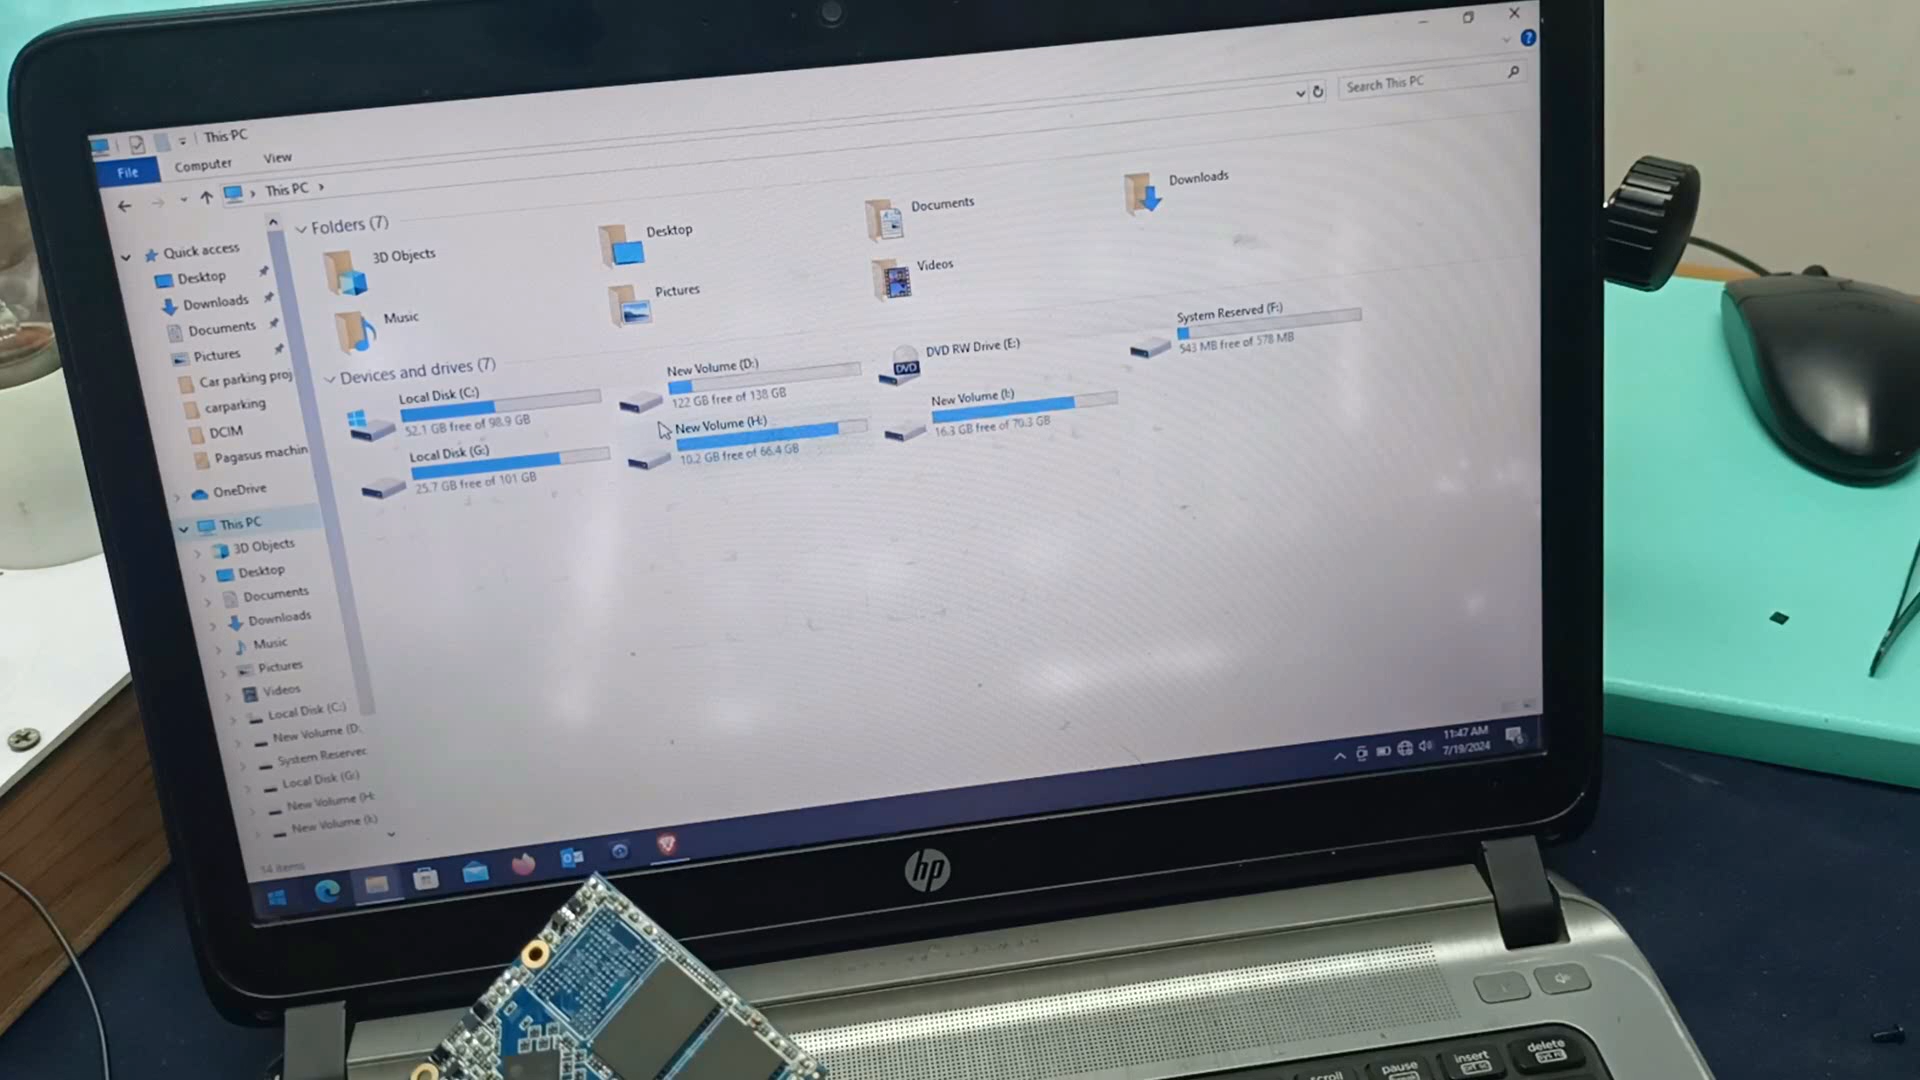 This PC
File
Computer
View
This PC
Search This PC
Quick access
Desktop
Downloads
Documents
Pictures
Car parking proj
carparking
DCIM
Pagasus machin
OneDrive
This PC
3D Objects
Desktop
Documents
Downloads
Music
Pictures
Videos
Local Disk (C:)
New Volume (D:
System Reservec
Local Disk (G:)
New Volume (H:
New Volume (I:)
14 items
Folders (7)
3D Objects
Desktop
Documents
Downloads
Music
Pictures
Videos
Devices and drives (7)
Local Disk (C:)
52.1 GB free of 98.9 GB
New Volume (D:)
122 GB free of 138 GB
DVD RW Drive (E:)
DVD
System Reserved (F:)
543 MB free of 578 MB
Local Disk (G:)
25.7 GB free of 101 GB
New Volume (H:)
10.2 GB free of 66.4 GB
New Volume (I:)
16.3 GB free of 70.3 GB
11:47 AM
7/19/2024
hp
scroll
pause
insert
delete